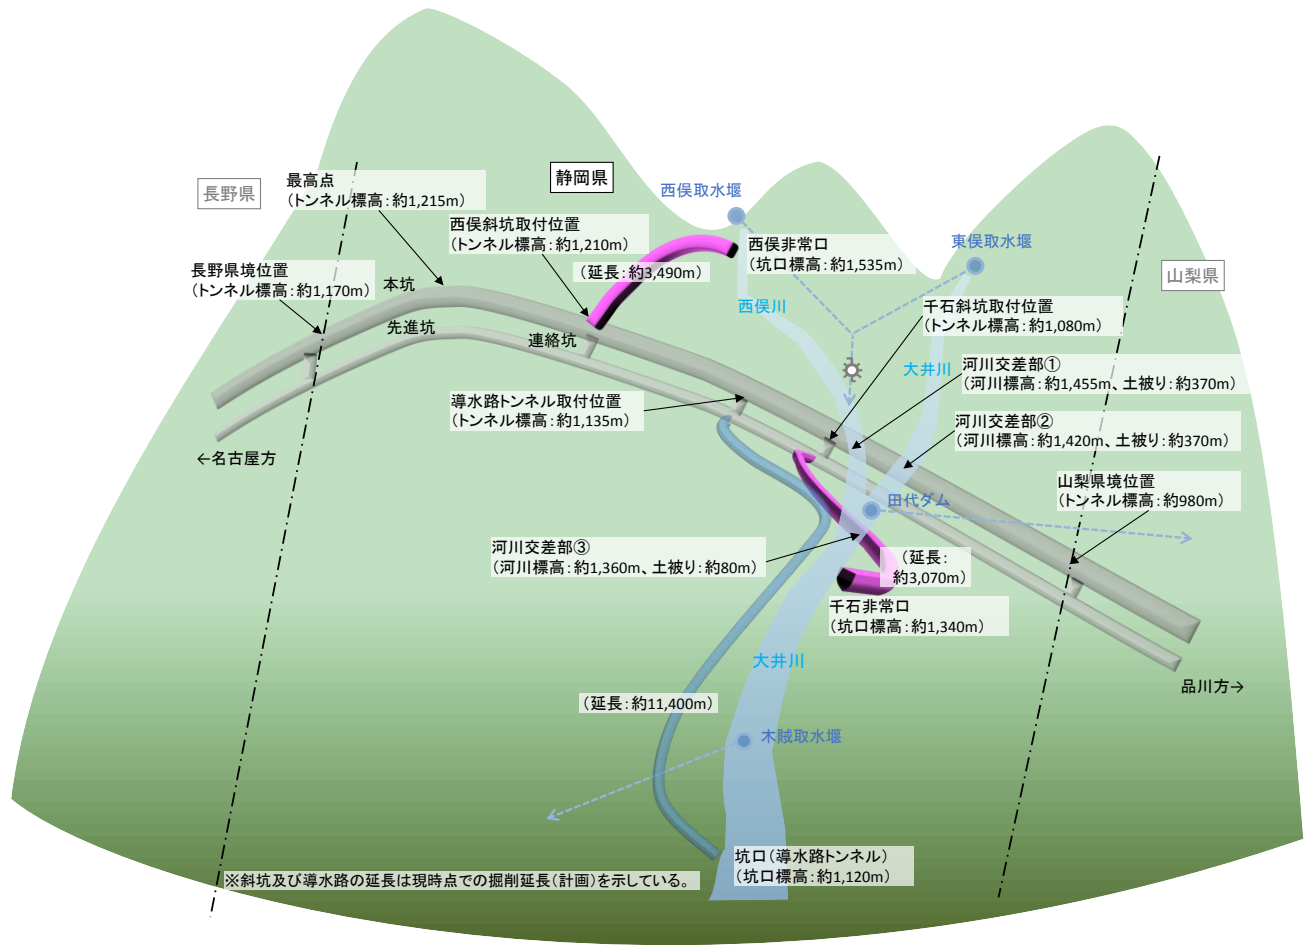 長野県
最高点
（トンネル標高：約1,215m）
静岡県
西俣取水堰
西俣斜坑取付位置
（トンネル標高：約1,210m）
西俣非常口
（坑口標高：約1,535m）
東俣取水堰
山梨県
長野県境位置
（トンネル標高：約1,170m）
（延長：約3,490m）
本坑
先進坑
連絡坑
西俣川
千石斜坑取付位置
（トンネル標高：約1,080m）
大井川
河川交差部①
（河川標高：約1,455m、土被り：約370m）
導水路トンネル取付位置
（トンネル標高：約1,135m）
河川交差部②
（河川標高：約1,420m、土被り：約370m）
←名古屋方
田代ダム
山梨県境位置
（トンネル標高：約980m）
河川交差部③
（河川標高：約1,360m、土被り：約80m）
（延長：
約3,070m）
千石非常口
（坑口標高：約1,340m）
大井川
品川方→
（延長：約11,400m）
木賊取水堰
坑口（導水路トンネル）
（坑口標高：約1,120m）
※斜坑及び導水路の延長は現時点での掘削延長（計画）を示している。